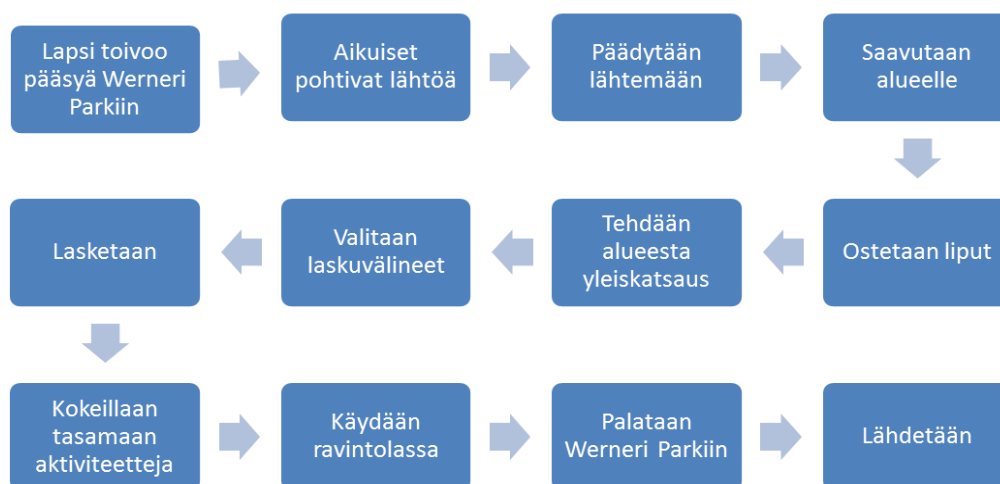 Lapsi toivoo
pääsyä Werneri
Parkiin
Aikuiset
pohtivat lähtöä
Päädytään
lähtemään
Saavutaan
alueelle
Ostetaan liput
Tehdään
alueesta
yleiskatsaus
Valitaan
laskuvälineet
Lasketaan
Kokeillaan
tasamaan
aktiviteetteja
Käydään
ravintolassa
Palataan
Werneri Parkiin
Lähdetään